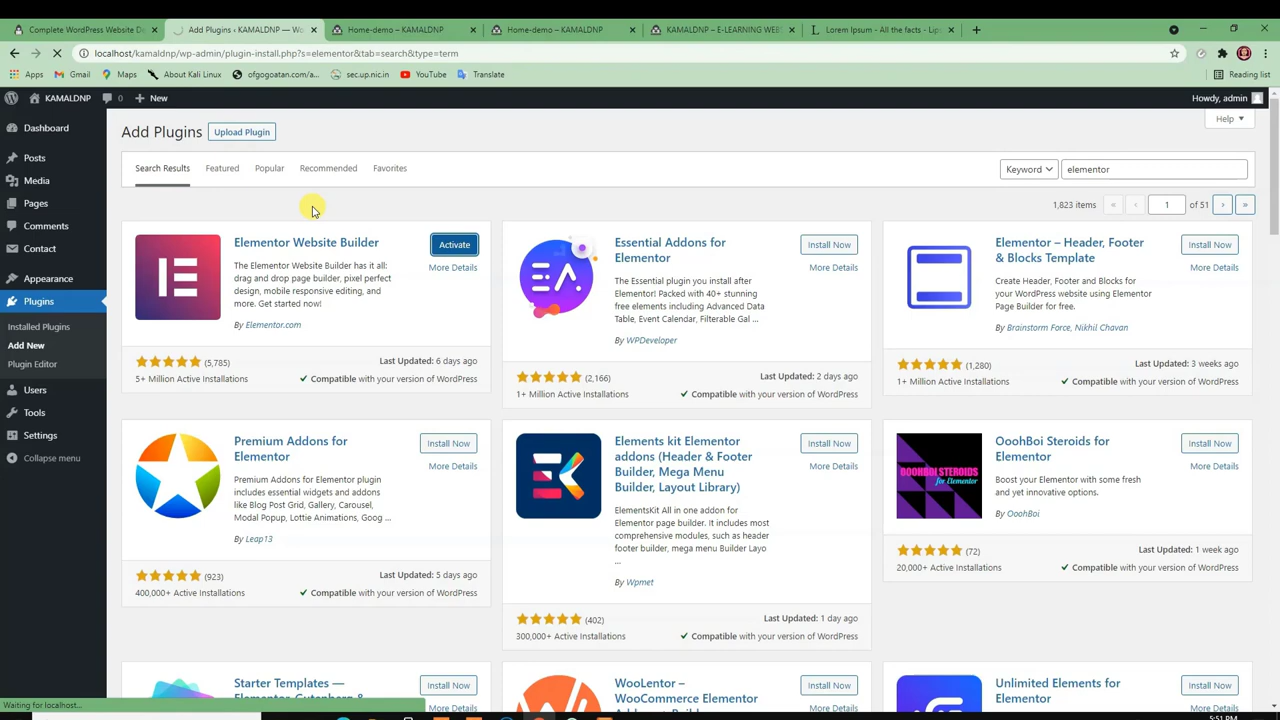 Complete WordPress Website De
Add Plugins ‹ KAMALDNP — Wo
Home-demo – KAMALDNP
Home-demo – KAMALDNP
KAMALDNP – E-LEARNING WEBS
Lorem Ipsum - All the facts - Lip
localhost/kamaldnp/wp-admin/plugin-install.php?s=elementor&tab=search&type=term
Apps
Gmail
Maps
About Kali Linux
ofgogoatan.com/a...
sec.up.nic.in
YouTube
Translate
Reading list
KAMALDNP
0
New
Howdy, admin
Dashboard
Posts
Media
Pages
Comments
Contact
Appearance
Plugins
Installed Plugins
Add New
Plugin Editor
Users
Tools
Settings
Collapse menu
Add Plugins
Upload Plugin
Help
Search Results
Featured
Popular
Recommended
Favorites
Keyword
elementor
1,823 items
«
‹
1
of 51
›
»
Elementor Website Builder
Activate
More Details
The Elementor Website Builder has it all:
drag and drop page builder, pixel perfect
design, mobile responsive editing, and
more. Get started now!
By Elementor.com
(5,785)
5+ Million Active Installations
Last Updated: 6 days ago
Compatible with your version of WordPress
Essential Addons for
Elementor
Install Now
More Details
The Essential plugin you install after
Elementor! Packed with 40+ stunning
free elements including Advanced Data
Table, Event Calendar, Filterable Gal ...
By WPDeveloper
(2,166)
1+ Million Active Installations
Last Updated: 2 days ago
Compatible with your version of WordPress
Elementor – Header, Footer
& Blocks Template
Install Now
More Details
Create Header, Footer and Blocks for
your WordPress website using Elementor
Page Builder for free.
By Brainstorm Force, Nikhil Chavan
(1,280)
1+ Million Active Installations
Last Updated: 3 weeks ago
Compatible with your version of WordPress
Premium Addons for
Elementor
Install Now
More Details
Premium Addons for Elementor plugin
includes essential widgets and addons
like Blog Post Grid, Gallery, Carousel,
Modal Popup, Lottie Animations, Goog ...
By Leap13
(923)
400,000+ Active Installations
Last Updated: 5 days ago
Compatible with your version of WordPress
Elements kit Elementor
addons (Header & Footer
Builder, Mega Menu
Builder, Layout Library)
Install Now
More Details
ElementsKit All in one addon for
Elementor page builder. It includes most
comprehensive modules, such as header
footer builder, mega menu Builder Layo
...
By Wpmet
(402)
300,000+ Active Installations
Last Updated: 1 day ago
Compatible with your version of WordPress
OOOHBOI STEROIDS
for Elementor
OoohBoi Steroids for
Elementor
Install Now
More Details
Boost your Elementor with some fresh
and yet innovative options.
By OoohBoi
(72)
20,000+ Active Installations
Last Updated: 1 week ago
Compatible with your version of WordPress
Starter Templates —
Install Now
WooLentor –
WooCommerce Elementor
Install Now
Unlimited Elements for
Elementor
Install Now
Waiting for localhost...
5:51 PM